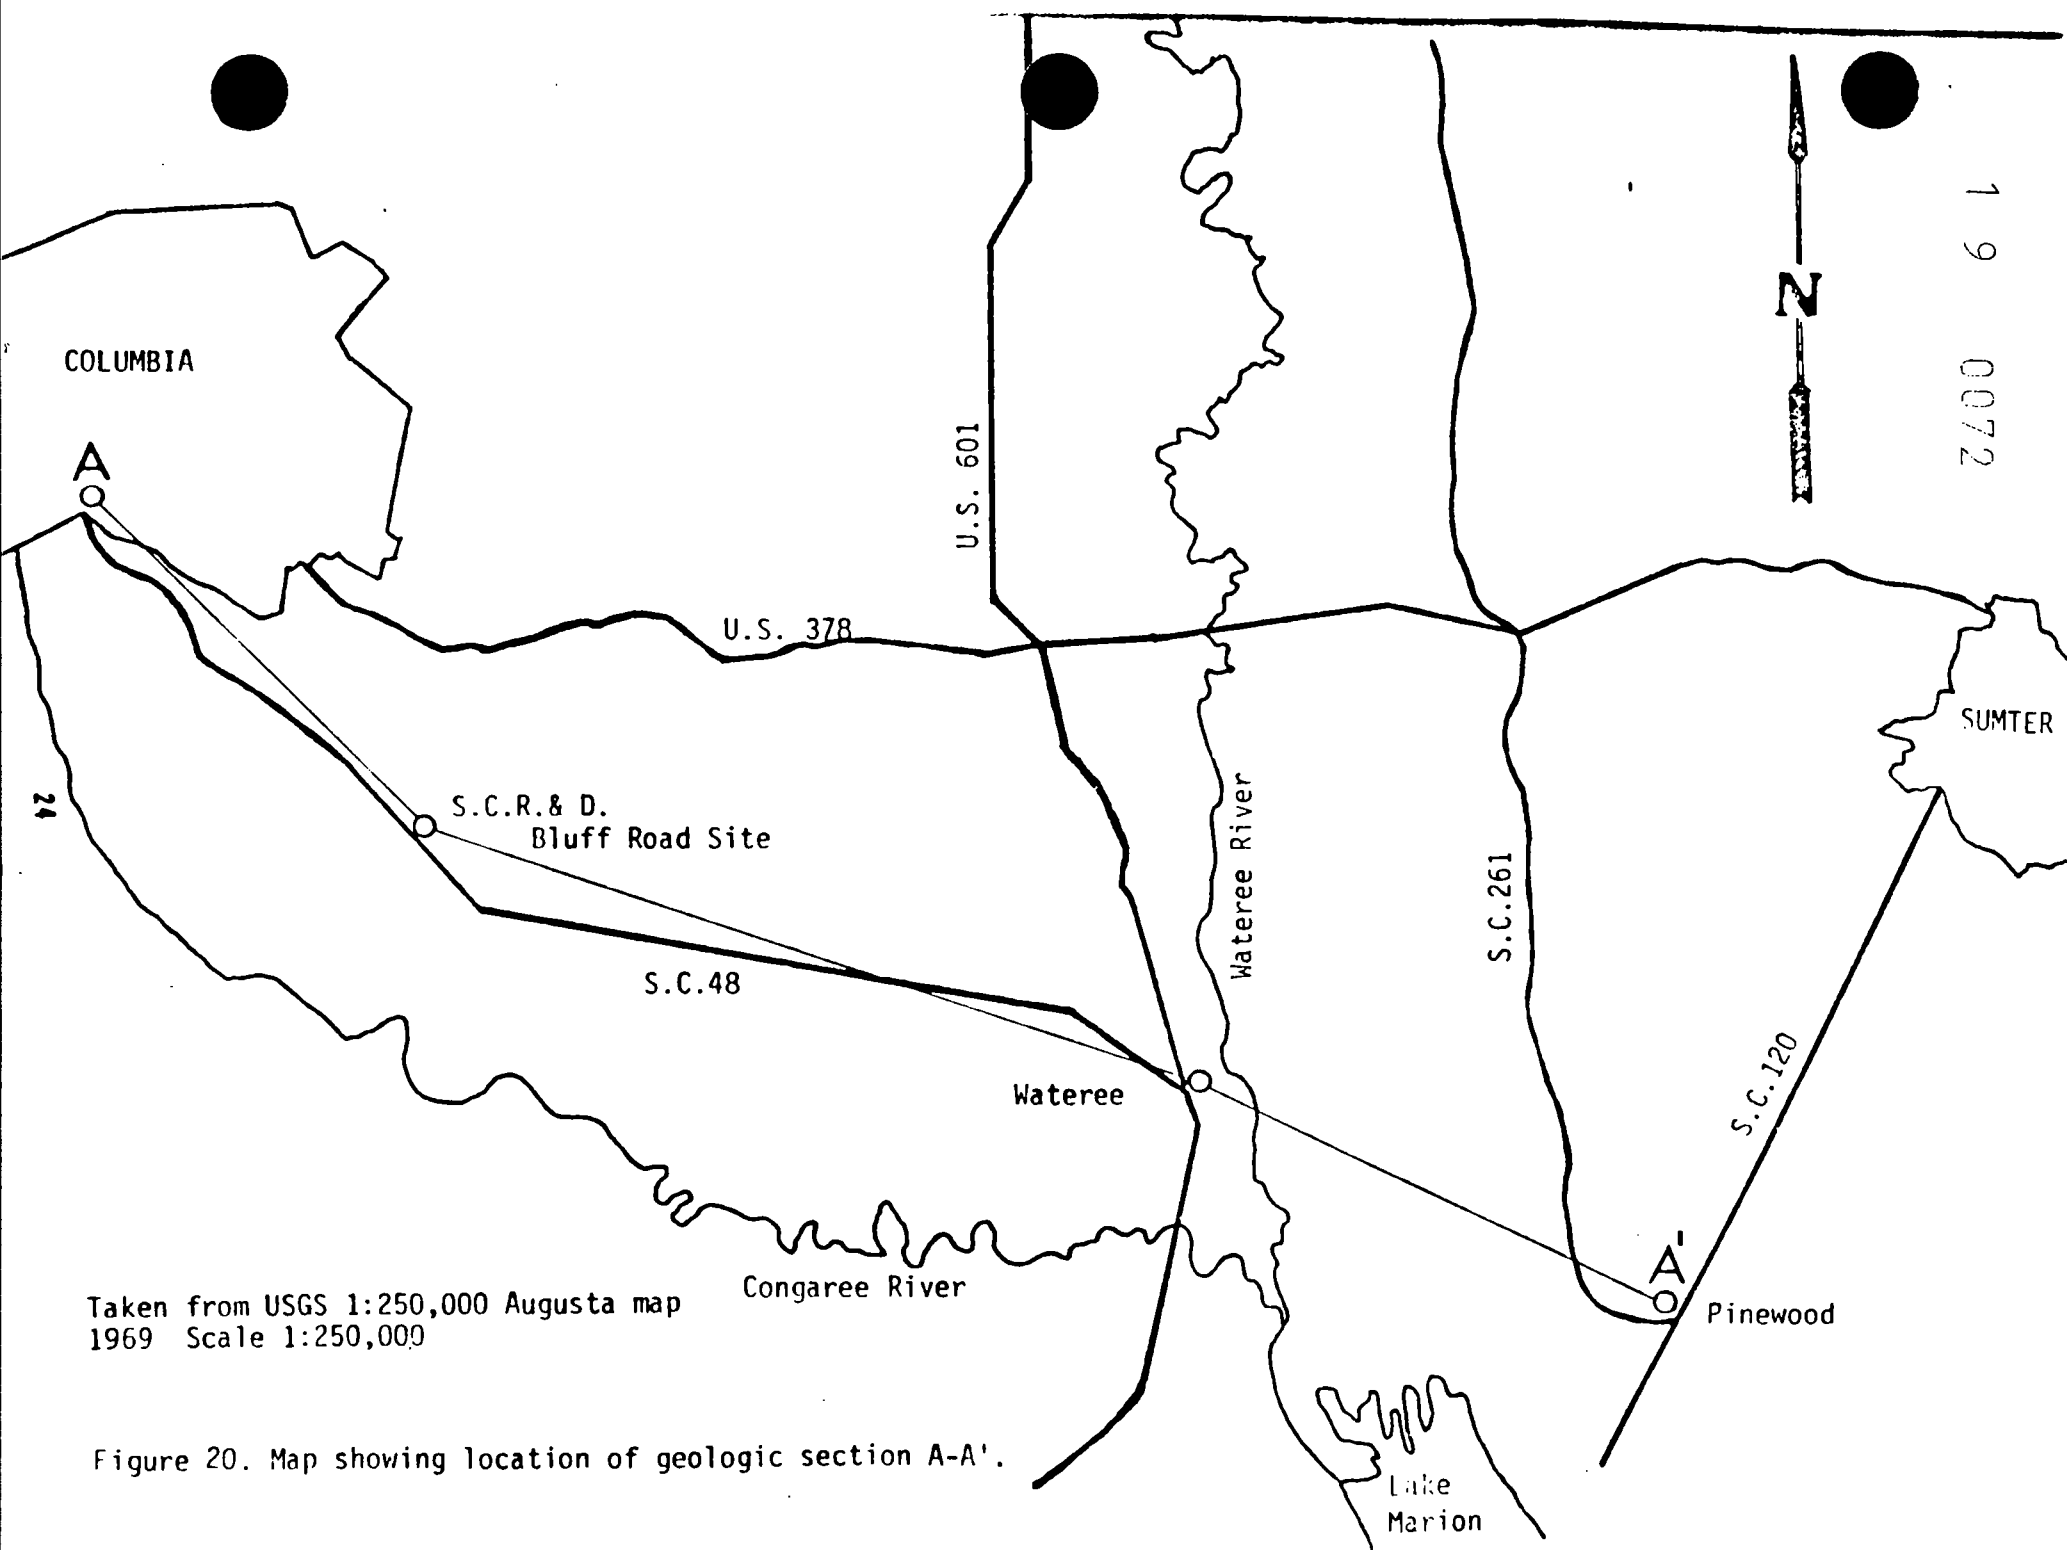 1 9 0072
N
COLUMBIA
A
U.S. 601
U.S. 378
SUMTER
24
S.C.R.& D.
Bluff Road Site
Wateree River
S.C.261
S.C.48
S.C.120
Wateree
A'
Congaree River
Pinewood
Taken from USGS 1:250,000 Augusta map
1969 Scale 1:250,000
Figure 20. Map showing location of geologic section A-A'.
Lake
Marion